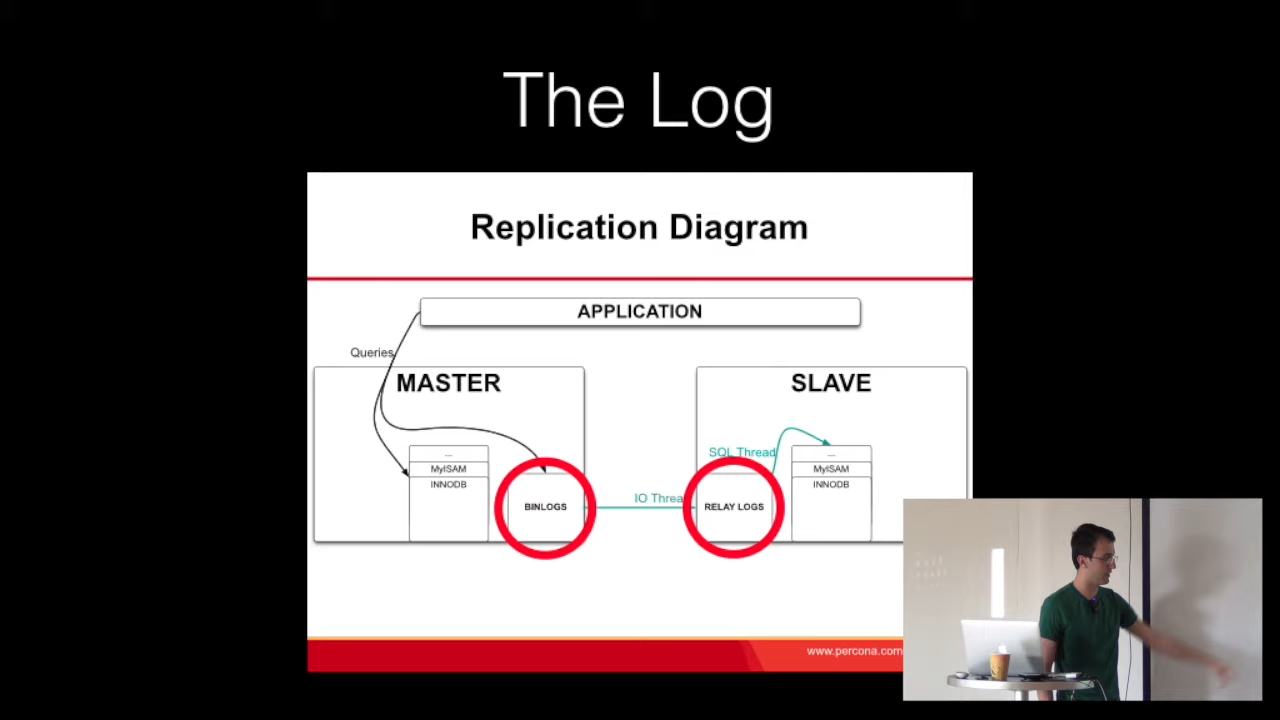 The Log
Replication Diagram
APPLICATION
Queries
MASTER
SLAVE
...
MyISAM
INNODB
BINLOGS
IO Threa
SQL Thread
RELAY LOGS
...
MyISAM
INNODB
www.percona.com